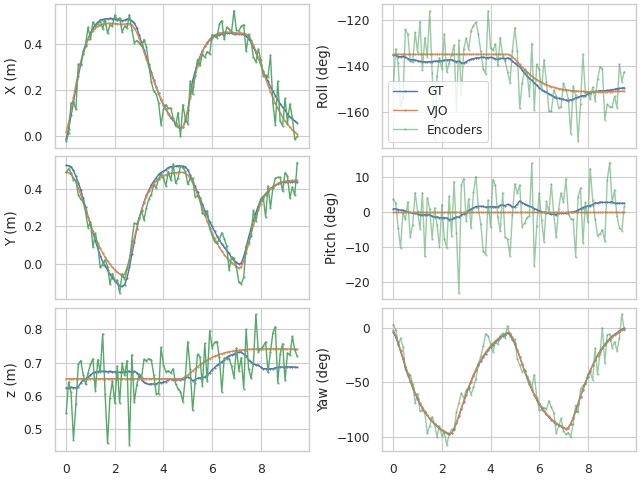 X (m)
0.4
0.2
0.0
Roll (deg)
−120
−140
−160
GT
VJO
Encoders
Y (m)
0.4
0.2
0.0
Pitch (deg)
10
0
−10
−20
z (m)
0.8
0.7
0.6
0.5
0 2 4 6 8
Yaw (deg)
0
−50
−100
0 2 4 6 8